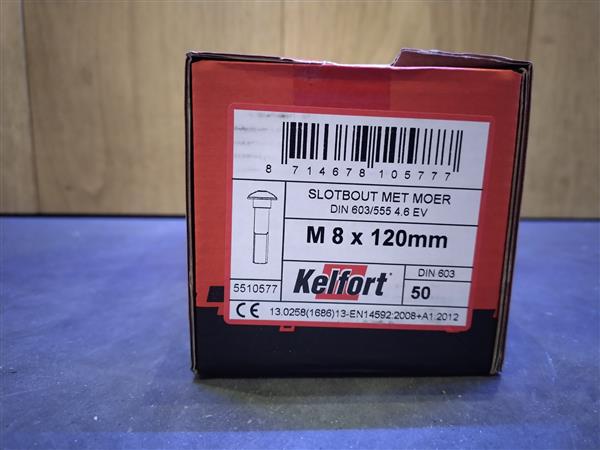 8 714678 105777
SLOTBOUT MET MOER
DIN 603/555 4.6 EV
M 8 x 120mm
5510577
Kelfort
DIN 603
50
CE 13.0258(1686)13-EN14592:2008+A1:2012